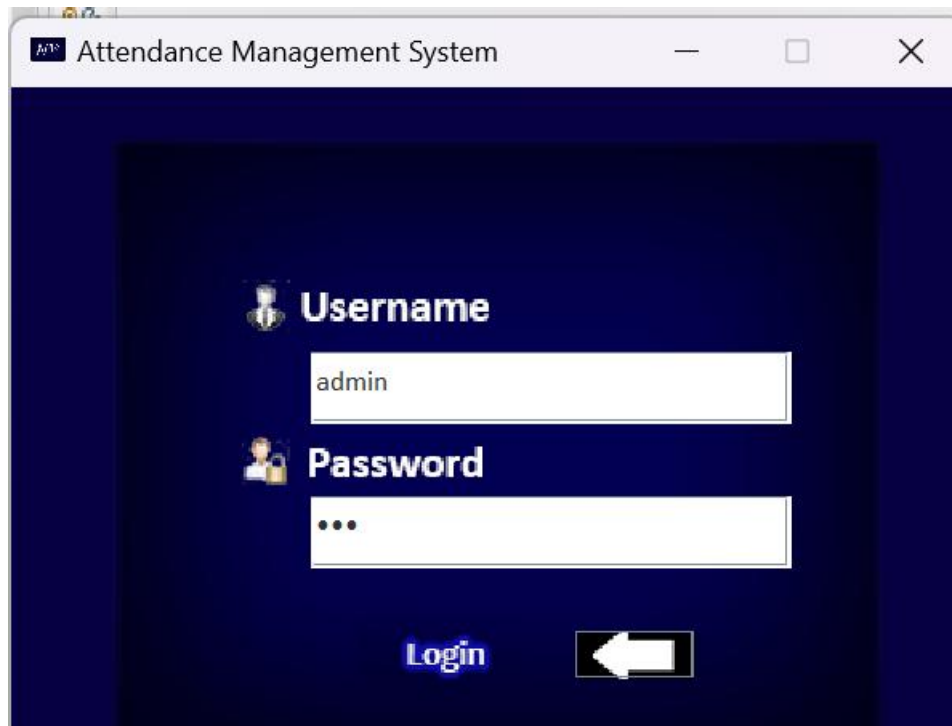 Attendance Management System
Username
admin
Password
•••
Login